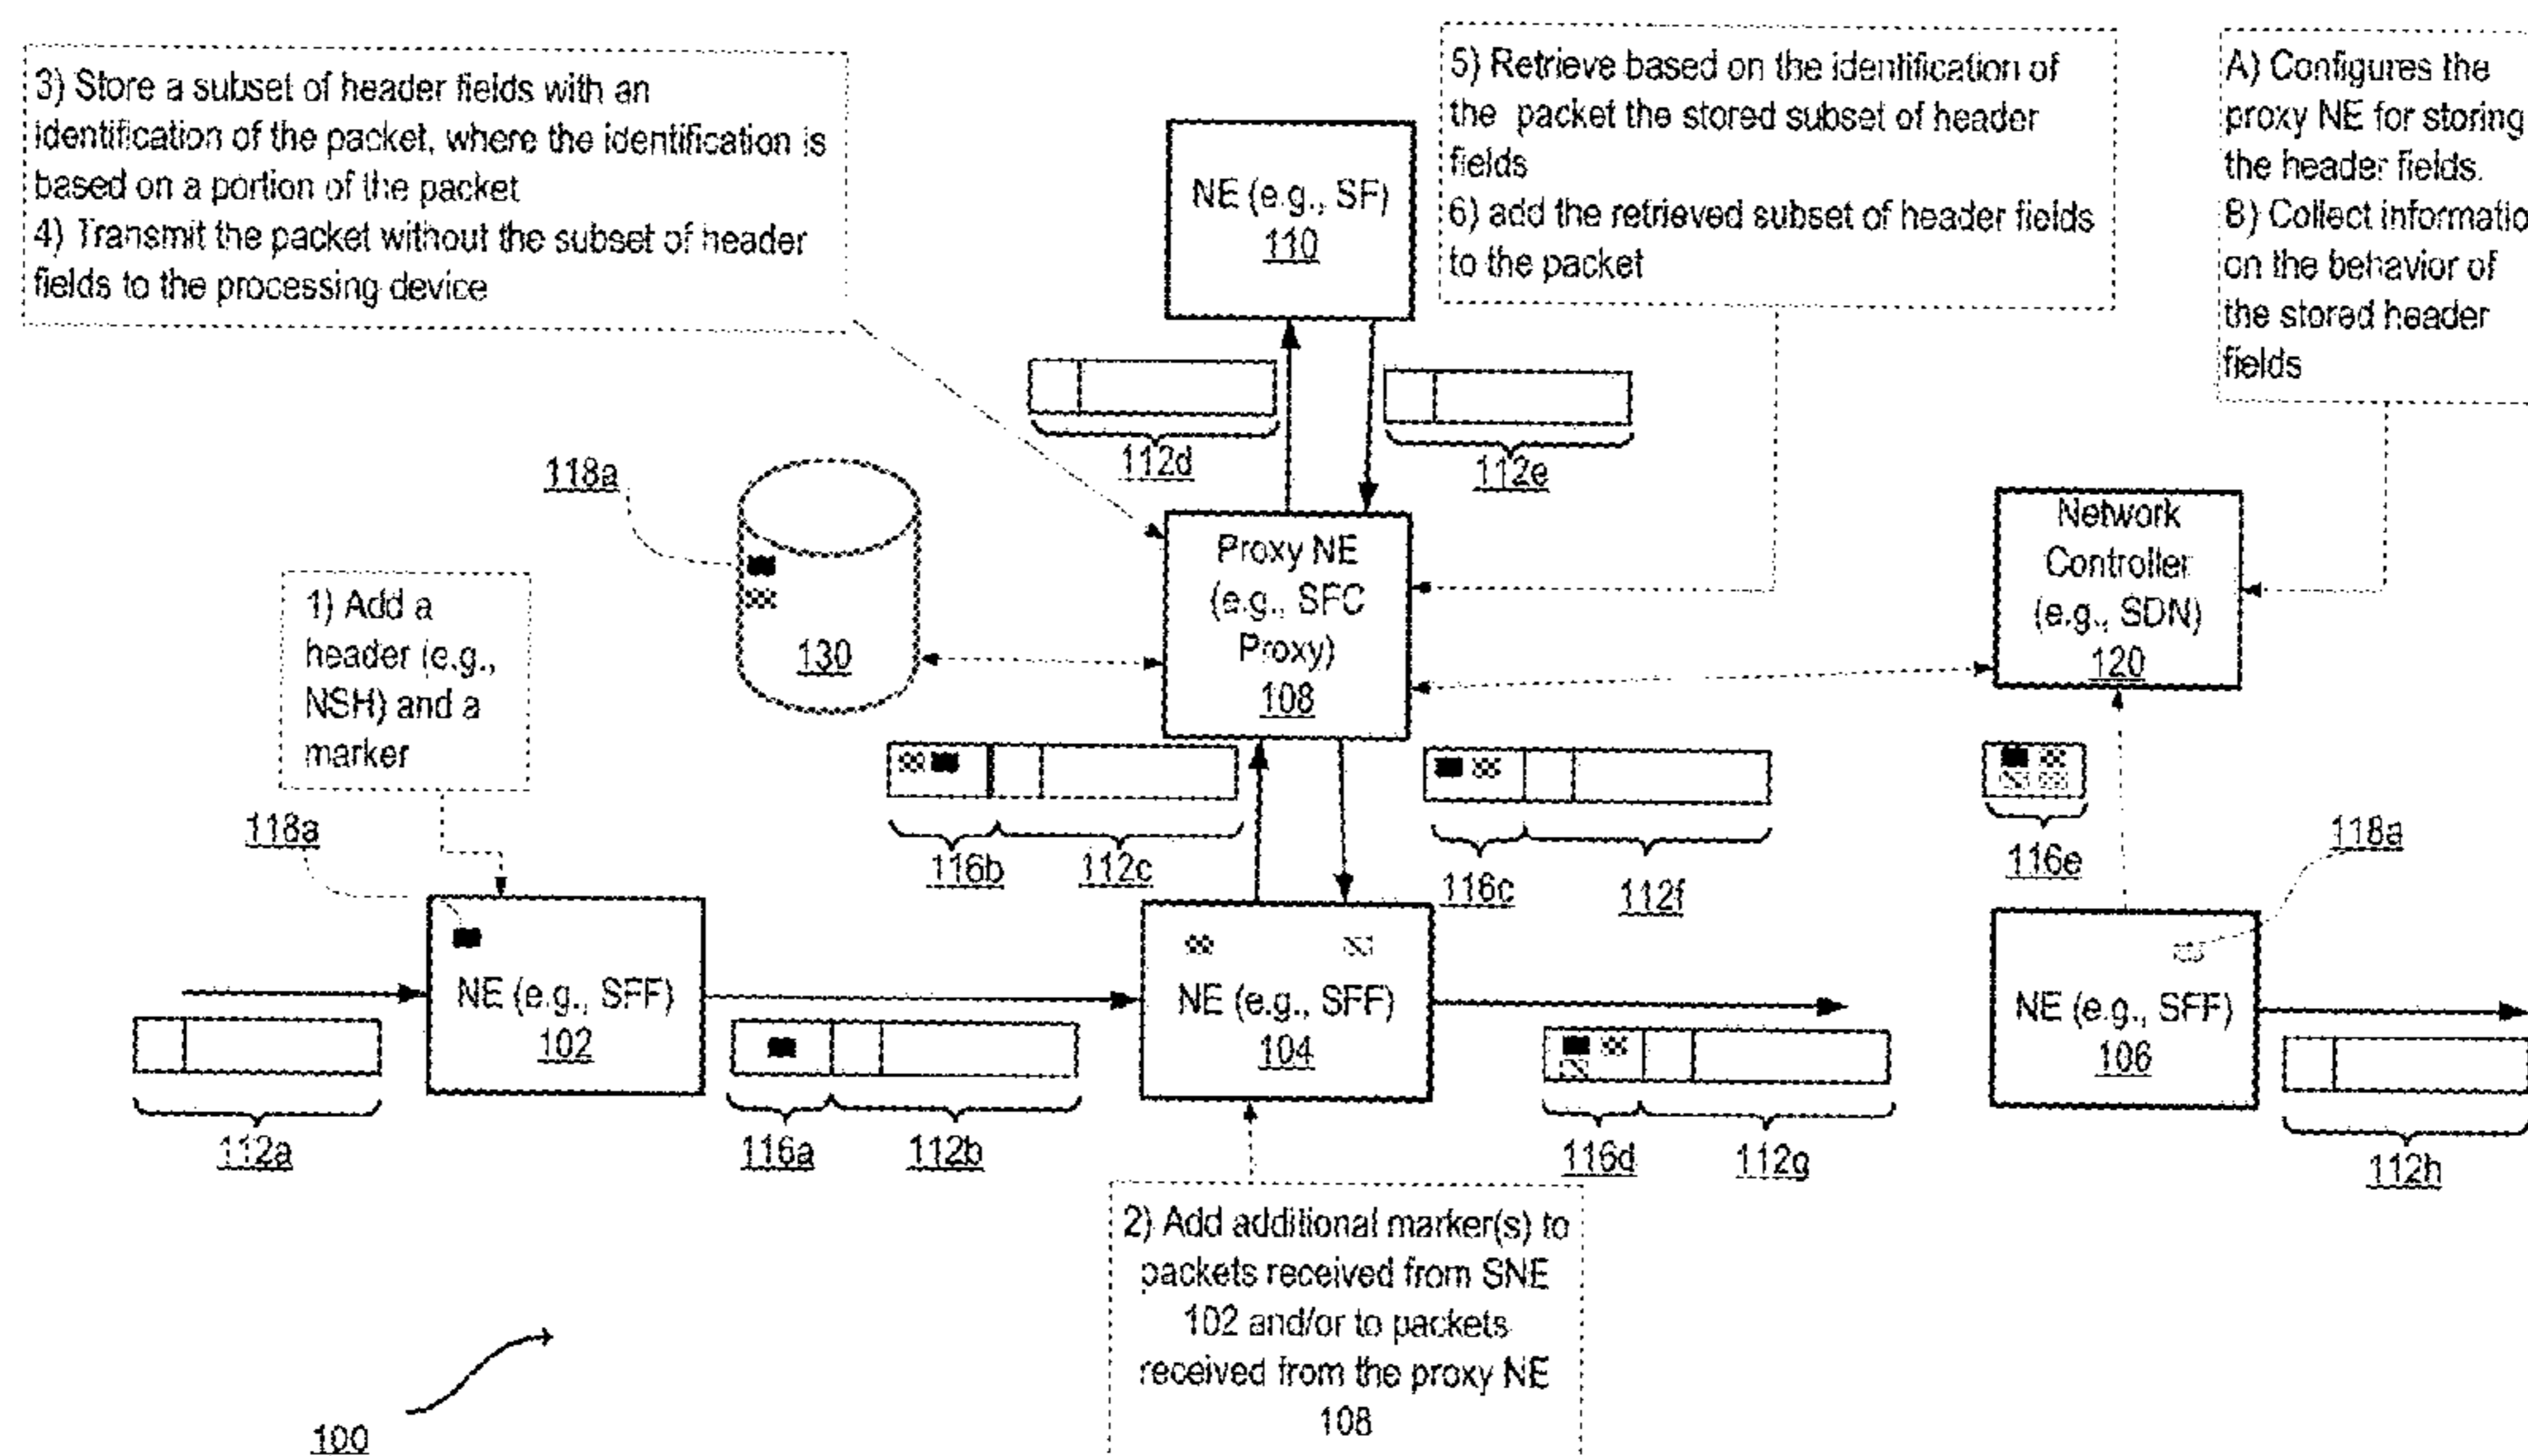 3) Store a subset of header fields with an
identification of the packet, where the identification is
based on a portion of the packet
4) Transmit the packet without the subset of header
fields to the processing device
5) Retrieve based on the identification of
the packet the stored subset of header
fields
6) add the retrieved subset of header fields
to the packet
A) Configures the
proxy NE for storing
the header fields.
B) Collect informatio
on the behavior of
the stored header
fields
NE (e.g., SF)
110
112d
112e
118a
130
Proxy NE
(e.g., SFC
Proxy)
108
Network
Controller
(e.g., SDN)
120
1) Add a
header (e.g.,
NSH) and a
marker
118a
116b
112c
116c
112f
116e
118a
NE (e.g., SFF)
102
NE (e.g., SFF)
104
NE (e.g., SFF)
106
112a
116a
112b
116d
112g
112h
2) Add additional marker(s) to
packets received from SNE
102 and/or to packets
received from the proxy NE
108
100